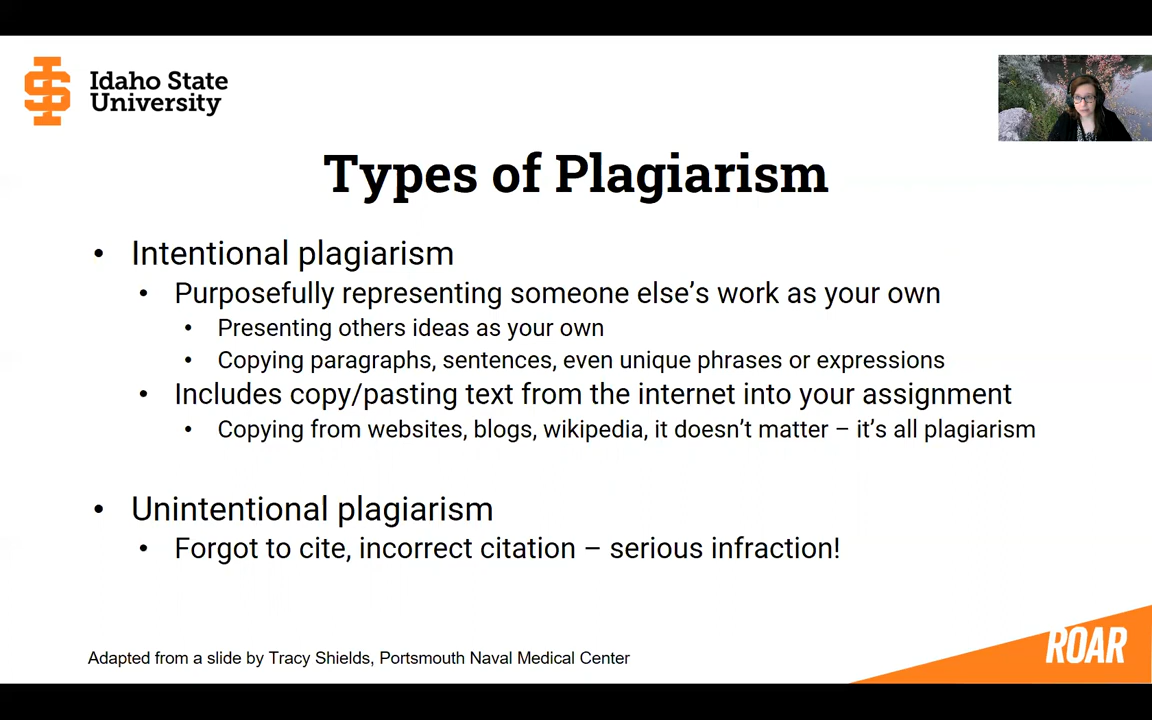 Idaho State
University
Types of Plagiarism
• Intentional plagiarism
• Purposefully representing someone else’s work as your own
• Presenting others ideas as your own
• Copying paragraphs, sentences, even unique phrases or expressions
• Includes copy/pasting text from the internet into your assignment
• Copying from websites, blogs, wikipedia, it doesn’t matter – it’s all plagiarism
• Unintentional plagiarism
• Forgot to cite, incorrect citation – serious infraction!
Adapted from a slide by Tracy Shields, Portsmouth Naval Medical Center
ROAR